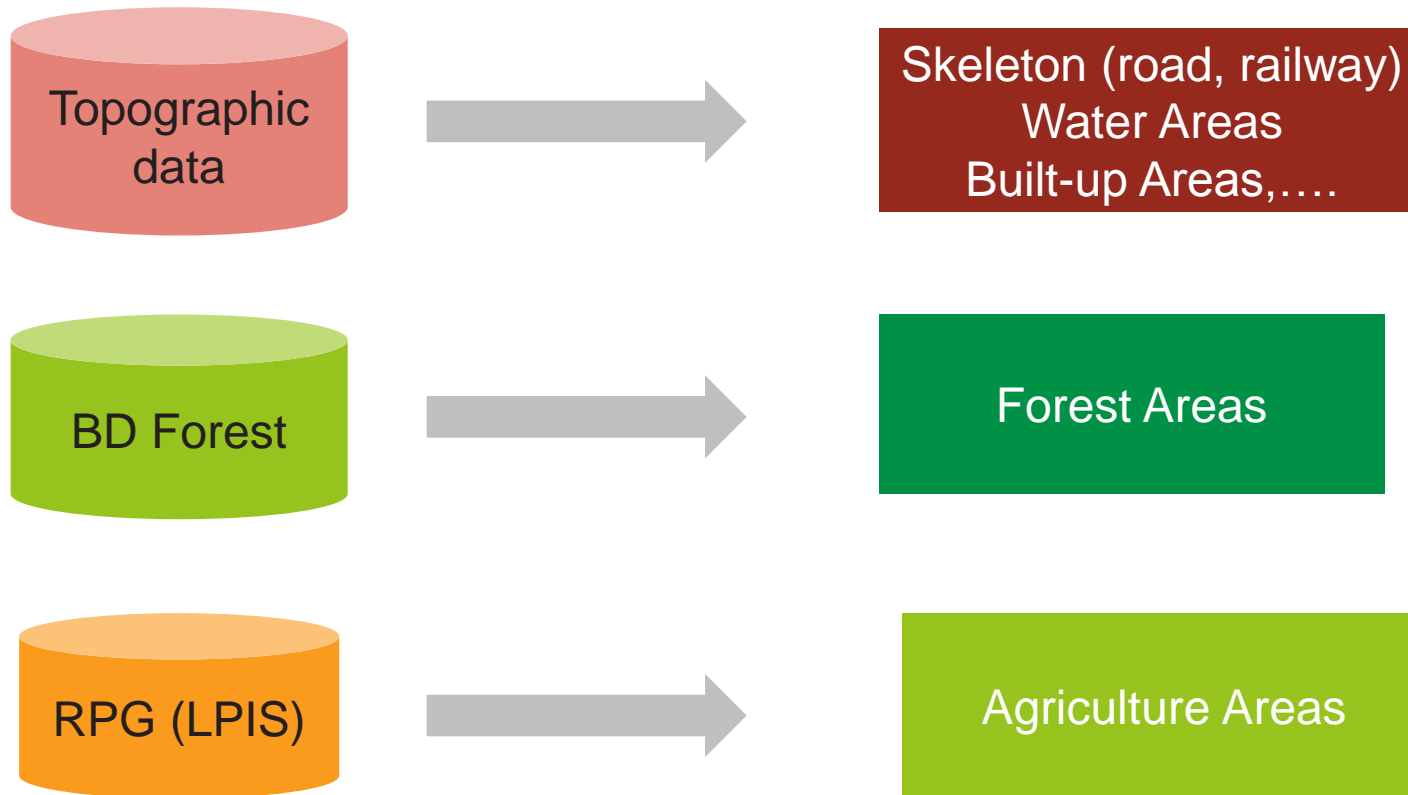 Topographic
data
Skeleton (road, railway)
Water Areas
Built-up Areas,....
BD Forest
Forest Areas
RPG (LPIS)
Agriculture Areas